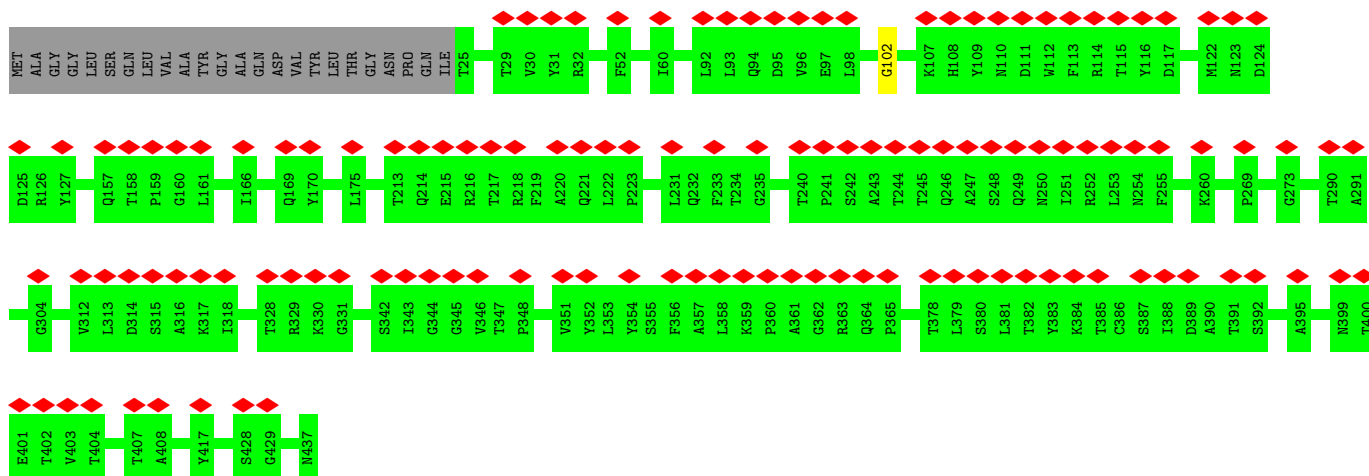 MET ALA GLY GLY LEU SER GLN LEU VAL ALA TYR GLY ALA GLN ASP VAL TYR LEU THR GLY ASN PRO GLN ILE T25 T29 V30 Y31 R32 F52 I60 L92 L93 Q94 D95 V96 E97 L98 G102 K107 H108 Y109 N110 D111 W112 F113 R114 T115 Y116 D117 M122 N123 D124
D125 R126 Y127 Q157 T158 P159 G160 L161 I166 Q169 Y170 L175 T213 Q214 E215 R216 T217 R218 F219 A220 Q221 L222 P223 L231 Q232 F233 T234 G235 T240 P241 S242 A243 T244 T245 Q246 A247 S248 Q249 N250 I251 R252 L253 N254 F255 K260 P269 G273 T290 A291
G304 V312 L313 D314 S315 A316 K317 I318 T328 R329 K330 G331 S342 I343 G344 G345 V346 T347 P348 V351 Y352 L353 Y354 S355 F356 A357 L358 K359 P360 A361 G362 R363 Q364 P365 T378 L379 S380 L381 T382 Y383 K384 T385 C386 S387 I388 D389 A390 T391 S392 A395 N399 T400
E401 T402 V403 T404 T407 A408 Y417 S428 G429 N437